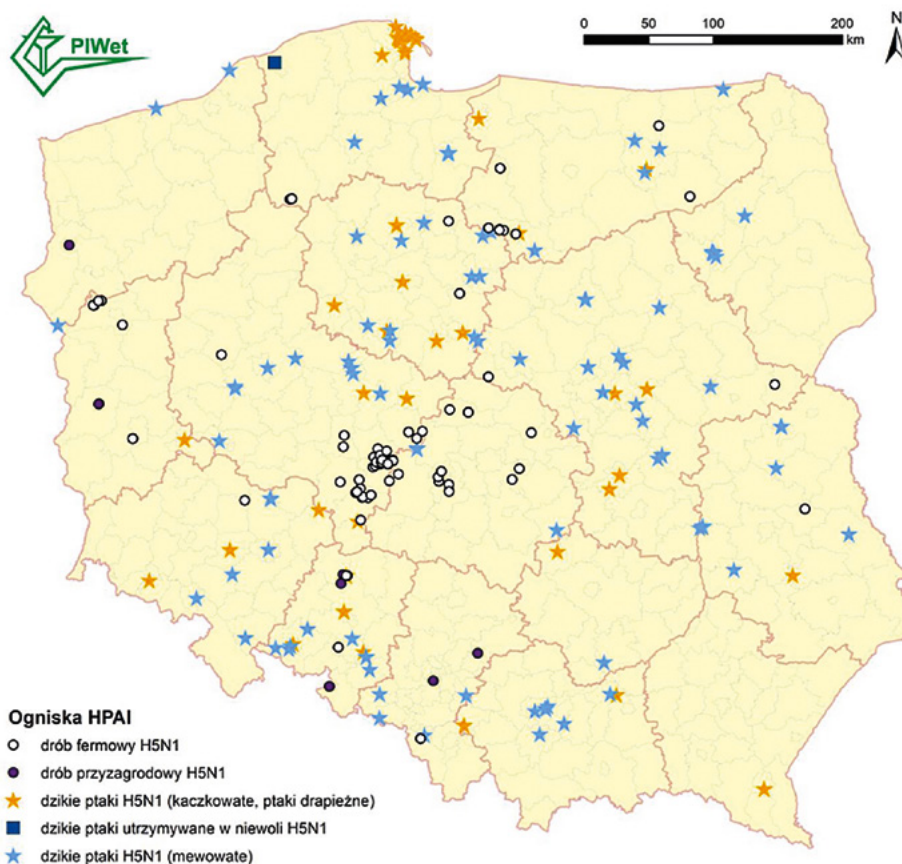 PIWet
0 50 100 200
km
N
Ogniska HPAI
drób fermowy H5N1
drób przyzagrodowy H5N1
dzikie ptaki H5N1 (kaczkowate, ptaki drapieżne)
dzikie ptaki utrzymywane w niewoli H5N1
dzikie ptaki H5N1 (mewowate)